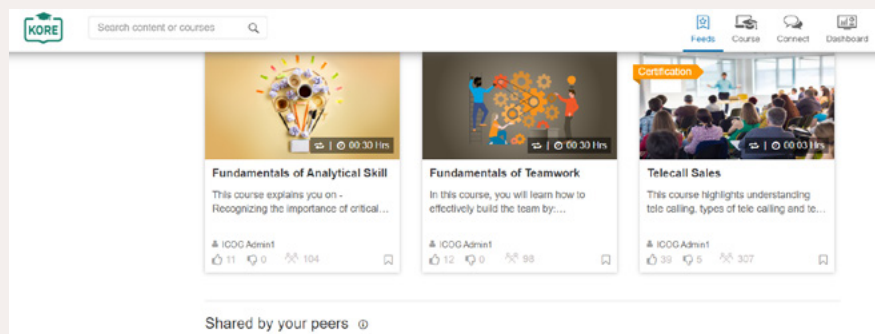 KORE
Search content or courses
Feeds
Course
Connect
Dashboard
00:30 Hrs
00:30 Hrs
Certification
00:03 Hrs
Fundamentals of Analytical Skill
This course explains you on -
Recognizing the importance of critical...
ICOG Admin1
11 0 104
Fundamentals of Teamwork
In this course, you will learn how to
effectively build the team by:....
ICOG Admin1
12 0 98
Telecall Sales
This course highlights understanding
tele calling, types of tele calling and te...
ICOG Admin1
39 5 307
Shared by your peers